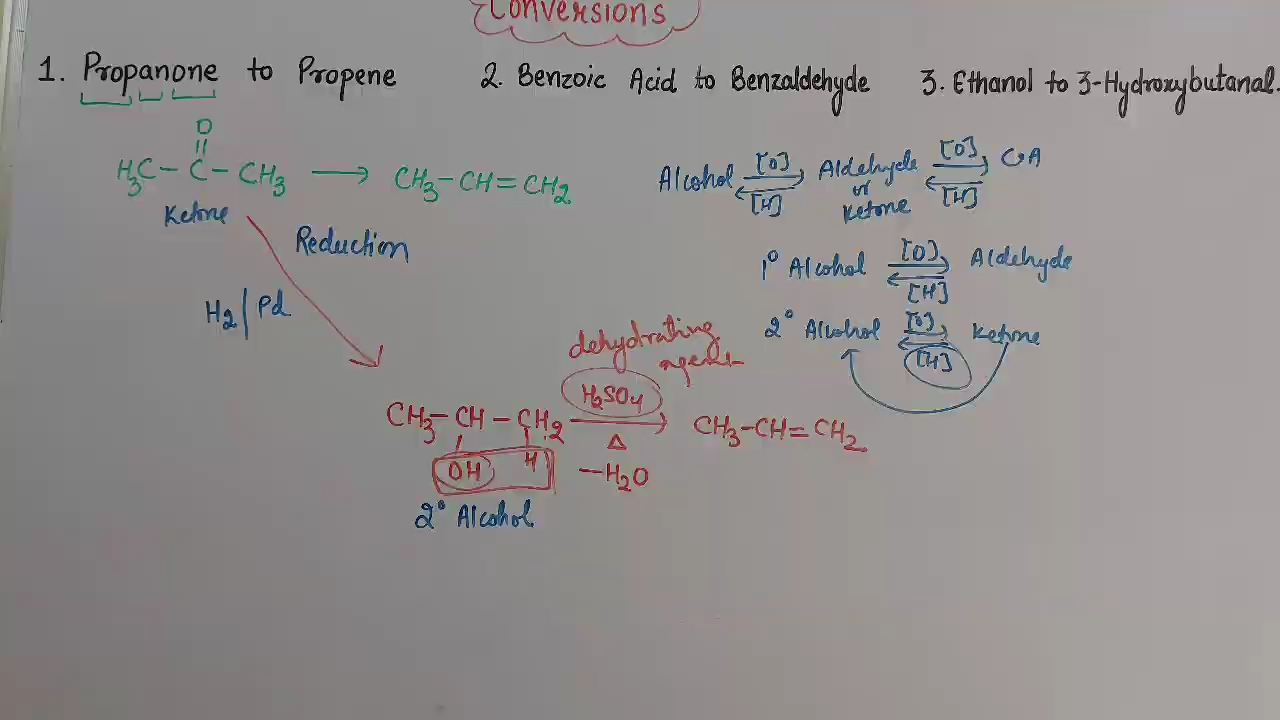 Conversions
1. Propanone to Propene 2. Benzoic Acid to Benzaldehyde 3. Ethanol to 3-Hydroxybutanal.
O
||
H3C – C – CH3 ⟶ CH3–CH=CH2
Ketone
Reduction
H2/Pd
Alcohol [O] ⇌ [H] Aldehyde or Ketone [O] ⇌ [H] CA
1° Alcohol [O] ⇌ [H] Aldehyde
2° Alcohol [O] ⇌ [H] Ketone
dehydrating
agent
H2SO4
CH3–CH–CH2 ⟶ CH3–CH=CH2
Δ
OH H –H2O
2° Alcohol